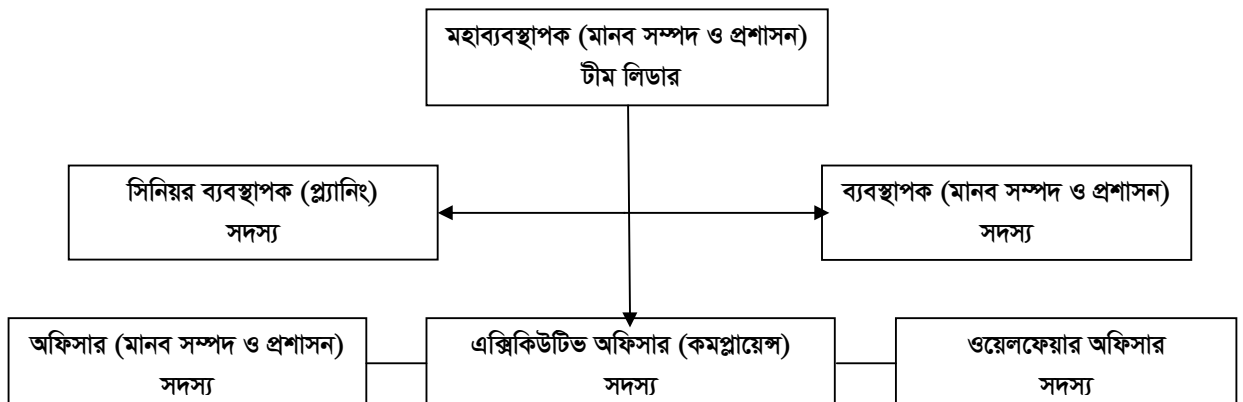 মহাব্যবস্থাপক (মানব সম্পদ ও প্রশাসন)
টীম লিডার
সিনিয়র ব্যবস্থাপক (প্ল্যানিং)
সদস্য
ব্যবস্থাপক (মানব সম্পদ ও প্রশাসন)
সদস্য
অফিসার (মানব সম্পদ ও প্রশাসন)
সদস্য
এক্সিকিউটিভ অফিসার (কমপ্লায়েন্স)
সদস্য
ওয়েলফেয়ার অফিসার
সদস্য